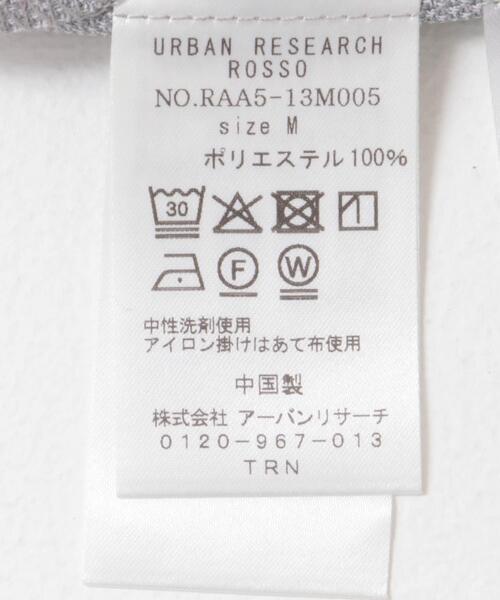 URBAN RESEARCH
ROSSO
NO.RAA5-13M005
size M
ポリエステル100%
30
F W
中性洗剤使用
アイロン掛けはあて布使用
中国製
株式会社 アーバンリサーチ
0120-967-013
TRN